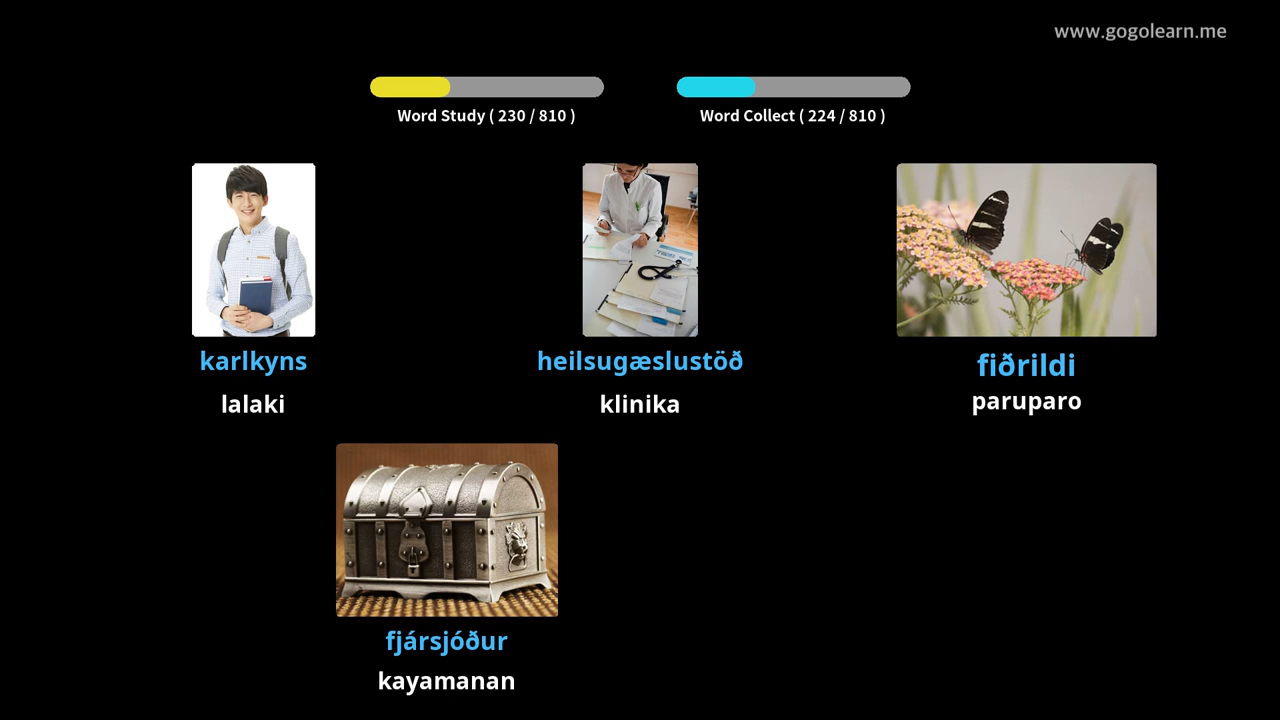 www.gogolearn.me
Word Study ( 230 / 810 )
Word Collect ( 224 / 810 )
karlkyns
lalaki
heilsugæslustöð
klinika
fiðrildi
paruparo
fjársjóður
kayamanan